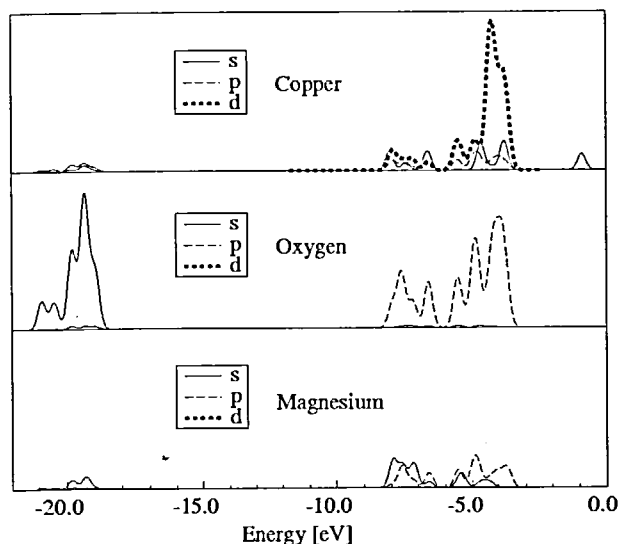 s
p
d
Copper
s
p
d
Oxygen
s
p
d
Magnesium
-20.0 -15.0 -10.0 -5.0 0.0
Energy [eV]